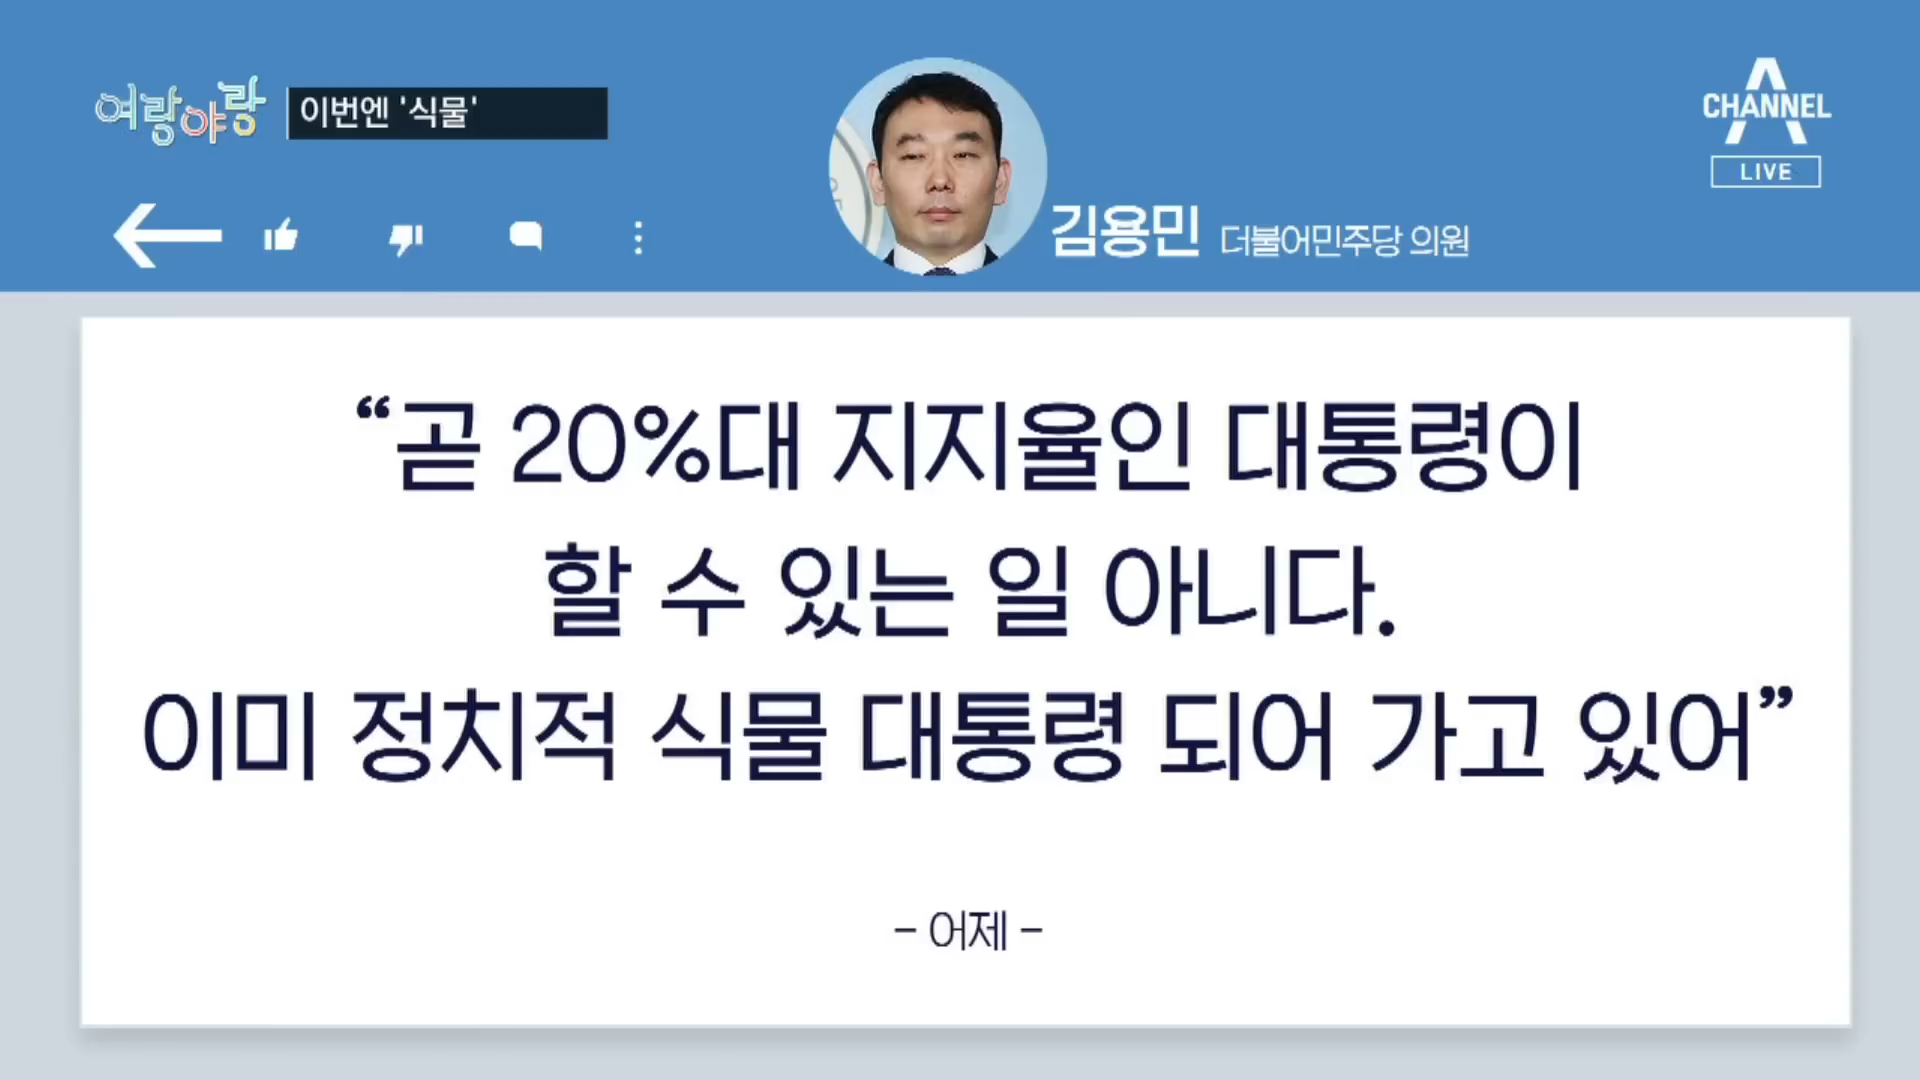 여랑야랑
이번엔 '식물'
CHANNEL A
LIVE
김용민 더불어민주당 의원
“곧 20%대 지지율인 대통령이
할 수 있는 일 아니다.
이미 정치적 식물 대통령 되어 가고 있어”
- 어제 -